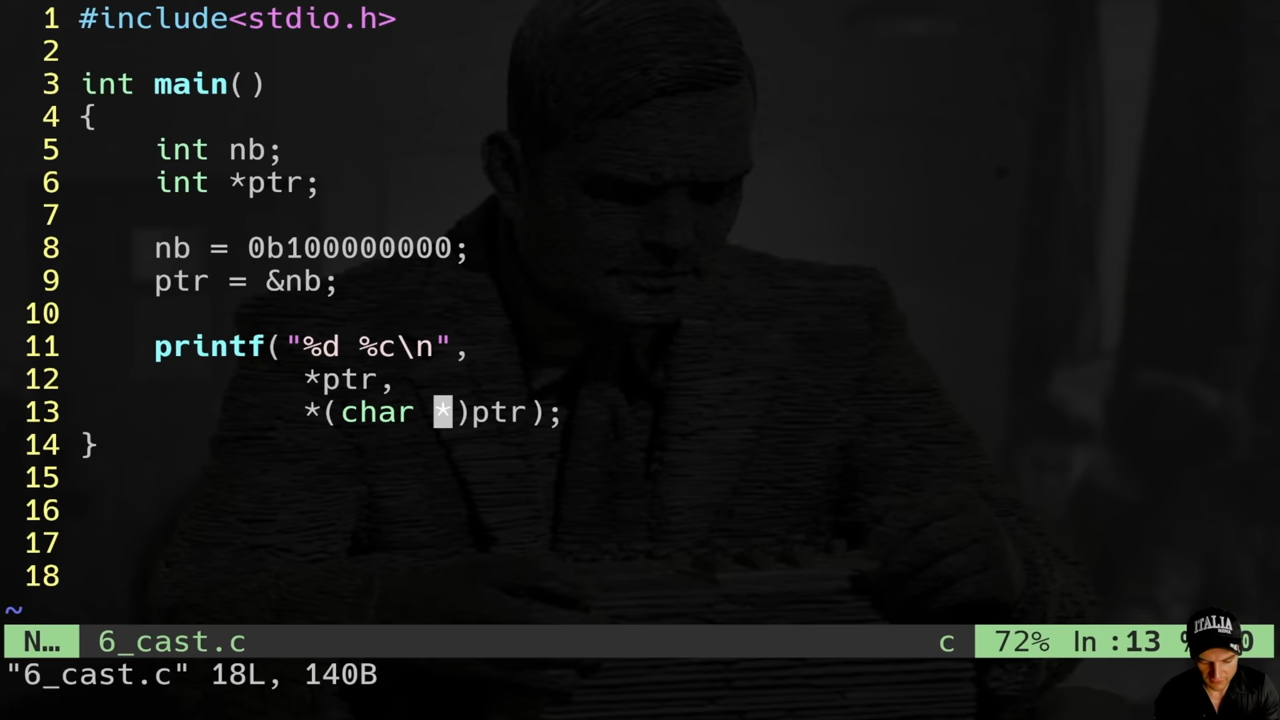 1 #include<stdio.h>
2
3 int main()
4 {
5 int nb;
6 int *ptr;
7
8 nb = 0b100000000;
9 ptr = &nb;
10
11 printf("%d %c\n",
12 *ptr,
13 *(char *)ptr);
14 }
15
16
17
18
~
N… 6_cast.c c 72% ln :13
"6_cast.c" 18L, 140B
ITALIA